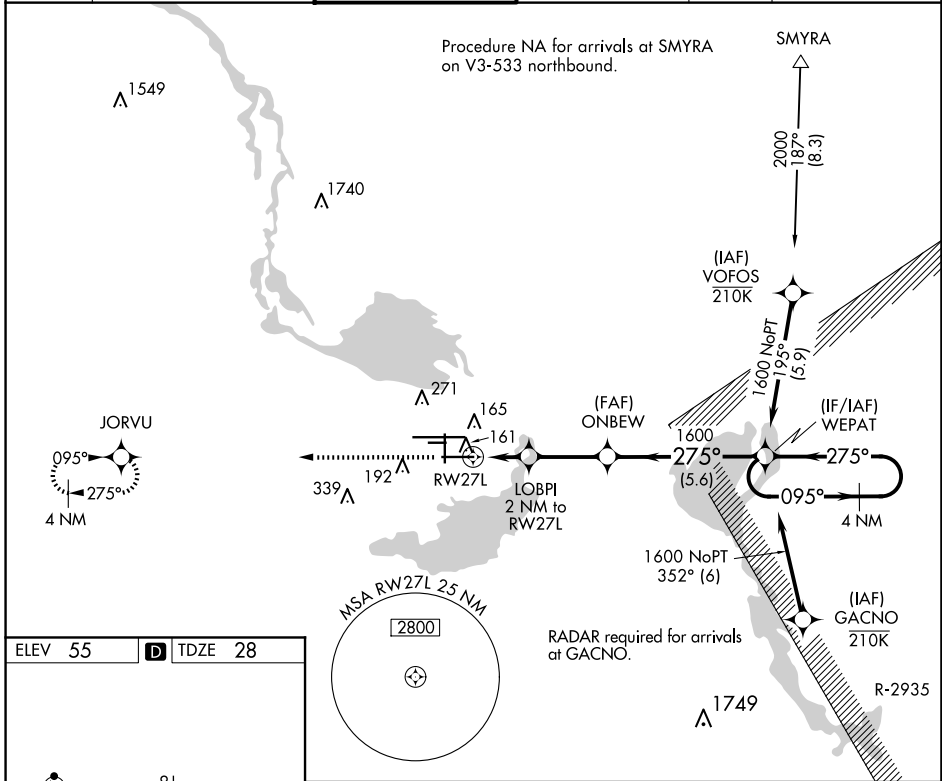 Procedure NA for arrivals at SMYRA
on V3-533 northbound.
SMYRA
1549
2000
187°
(8.3)
1740
(IAF)
VOFOS
210K
1600 NoPT
195°
(5.9)
271
165
161
(FAF)
ONBEW
(IF/IAF)
WEPAT
JORVU
095°
275°
4 NM
192
339
RW27L
LOBPI
2 NM to
RW27L
1600
275°
(5.6)
275°
095°
4 NM
1600 NoPT
352° (6)
MSA RW27L 25 NM
2800
RADAR required for arrivals
at GACNO.
(IAF)
GACNO
210K
R-2935
1749
ELEV 55 D TDZE 28